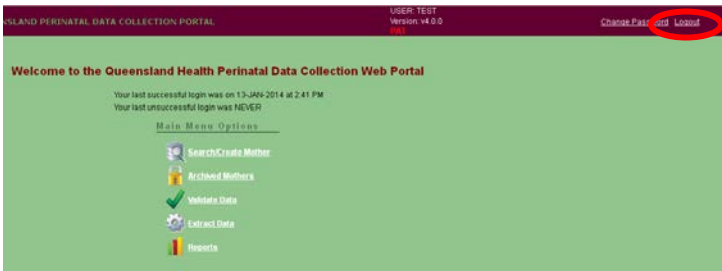 USER: TEST
NSLAND PERINATAL DATA COLLECTION PORTAL Version: v4.0.0 Change Password Logout
PAT
Welcome to the Queensland Health Perinatal Data Collection Web Portal
Your last successful login was on 13-JAN-2014 at 2:41 PM
Your last unsuccessful login was NEVER
Main Menu Options
Search/Create Mother
Archived Mothers
Validate Data
Extract Data
Reports